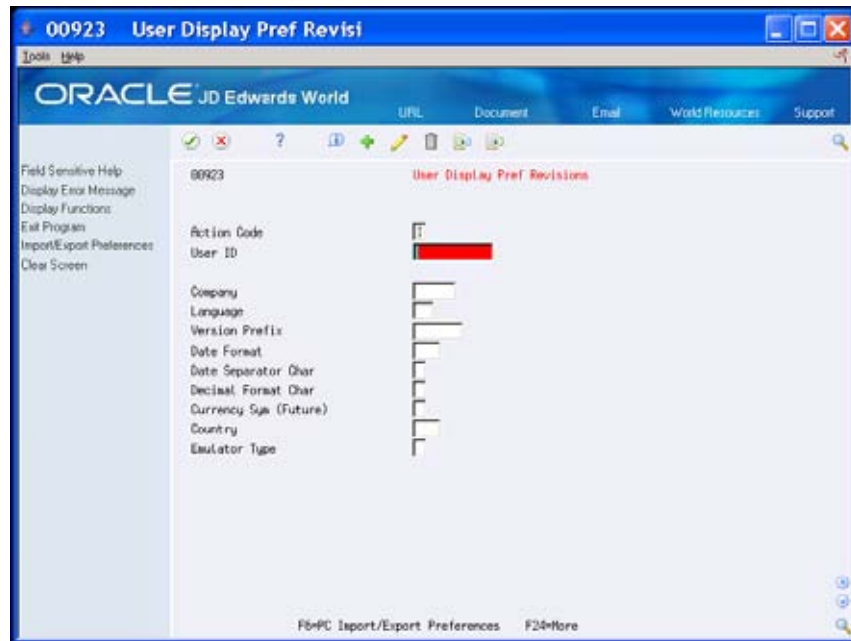 00923 User Display Pref Revisi
Tools Help
ORACLE JD Edwards World
URL Document Email World Resources Support
Field Sensitive Help
Display Error Message
Display Functions
Exit Program
Import/Export Preferences
Clear Screen
00923 User Display Pref Revisions
Action Code I
User ID
Company
Language
Version Prefix
Date Format
Date Separator Char
Decimal Format Char
Currency Sym (Future)
Country
Emulator Type
F6=PC Import/Export Preferences F24=More